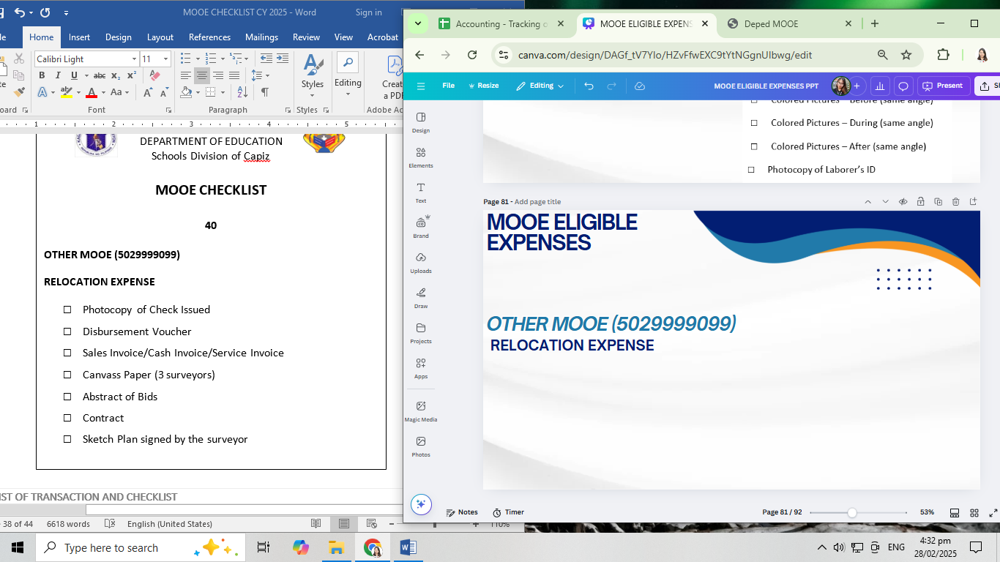 MOOE CHECKLIST CY 2025 - Word
Sign in
Home Insert Design Layout References Mailings Review View Acrobat
Calibri Light 11
Styles
Editing
Font
Paragraph
Styles
1 2 3 4 5
DEPARTMENT OF EDUCATION
Schools Division of Capiz
MOOE CHECKLIST
40
OTHER MOOE (5029999099)
RELOCATION EXPENSE
☐ Photocopy of Check Issued
☐ Disbursement Voucher
☐ Sales Invoice/Cash Invoice/Service Invoice
☐ Canvass Paper (3 surveyors)
☐ Abstract of Bids
☐ Contract
☐ Sketch Plan signed by the surveyor
IST OF TRANSACTION AND CHECKLIST
38 of 44 6618 words English (United States) 110%
Accounting - Tracking
MOOE ELIGIBLE EXPENS
Deped MOOE
canva.com/design/DAGf_tV7YIo/HZvFfwEXC9tYtNGgnUIbwg/edit
File Resize Editing MOOE ELIGIBLE EXPENSES PPT Present
Design
Elements
Text
Brand
Uploads
Draw
Projects
Apps
Magic Media
Photos
Colored Pictures – Before (same angle)
☐ Colored Pictures – During (same angle)
☐ Colored Pictures – After (same angle)
☐ Photocopy of Laborer's ID
Page 81 - Add page title
MOOE ELIGIBLE
EXPENSES
OTHER MOOE (5029999099)
RELOCATION EXPENSE
Notes Timer Page 81 / 92 53%
Type here to search
ENG
4:32 pm
28/02/2025